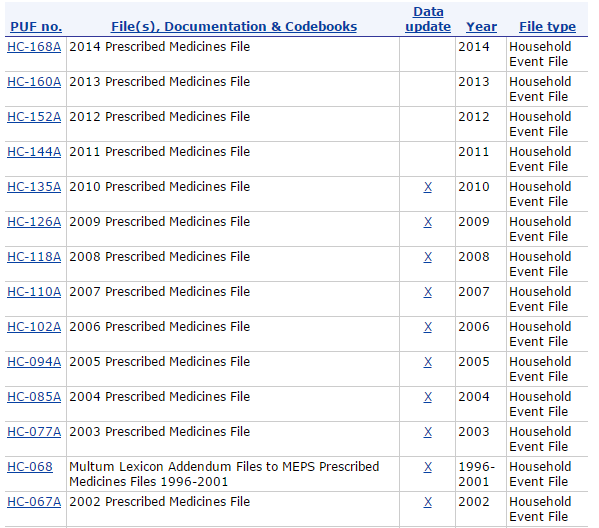 PUF no. File(s), Documentation & Codebooks Data update Year File type
HC-168A 2014 Prescribed Medicines File 2014 Household Event File
HC-160A 2013 Prescribed Medicines File 2013 Household Event File
HC-152A 2012 Prescribed Medicines File 2012 Household Event File
HC-144A 2011 Prescribed Medicines File 2011 Household Event File
HC-135A 2010 Prescribed Medicines File X 2010 Household Event File
HC-126A 2009 Prescribed Medicines File X 2009 Household Event File
HC-118A 2008 Prescribed Medicines File X 2008 Household Event File
HC-110A 2007 Prescribed Medicines File X 2007 Household Event File
HC-102A 2006 Prescribed Medicines File X 2006 Household Event File
HC-094A 2005 Prescribed Medicines File X 2005 Household Event File
HC-085A 2004 Prescribed Medicines File X 2004 Household Event File
HC-077A 2003 Prescribed Medicines File X 2003 Household Event File
HC-068 Multum Lexicon Addendum Files to MEPS Prescribed Medicines Files 1996-2001 X 1996-2001 Household Event File
HC-067A 2002 Prescribed Medicines File X 2002 Household Event File